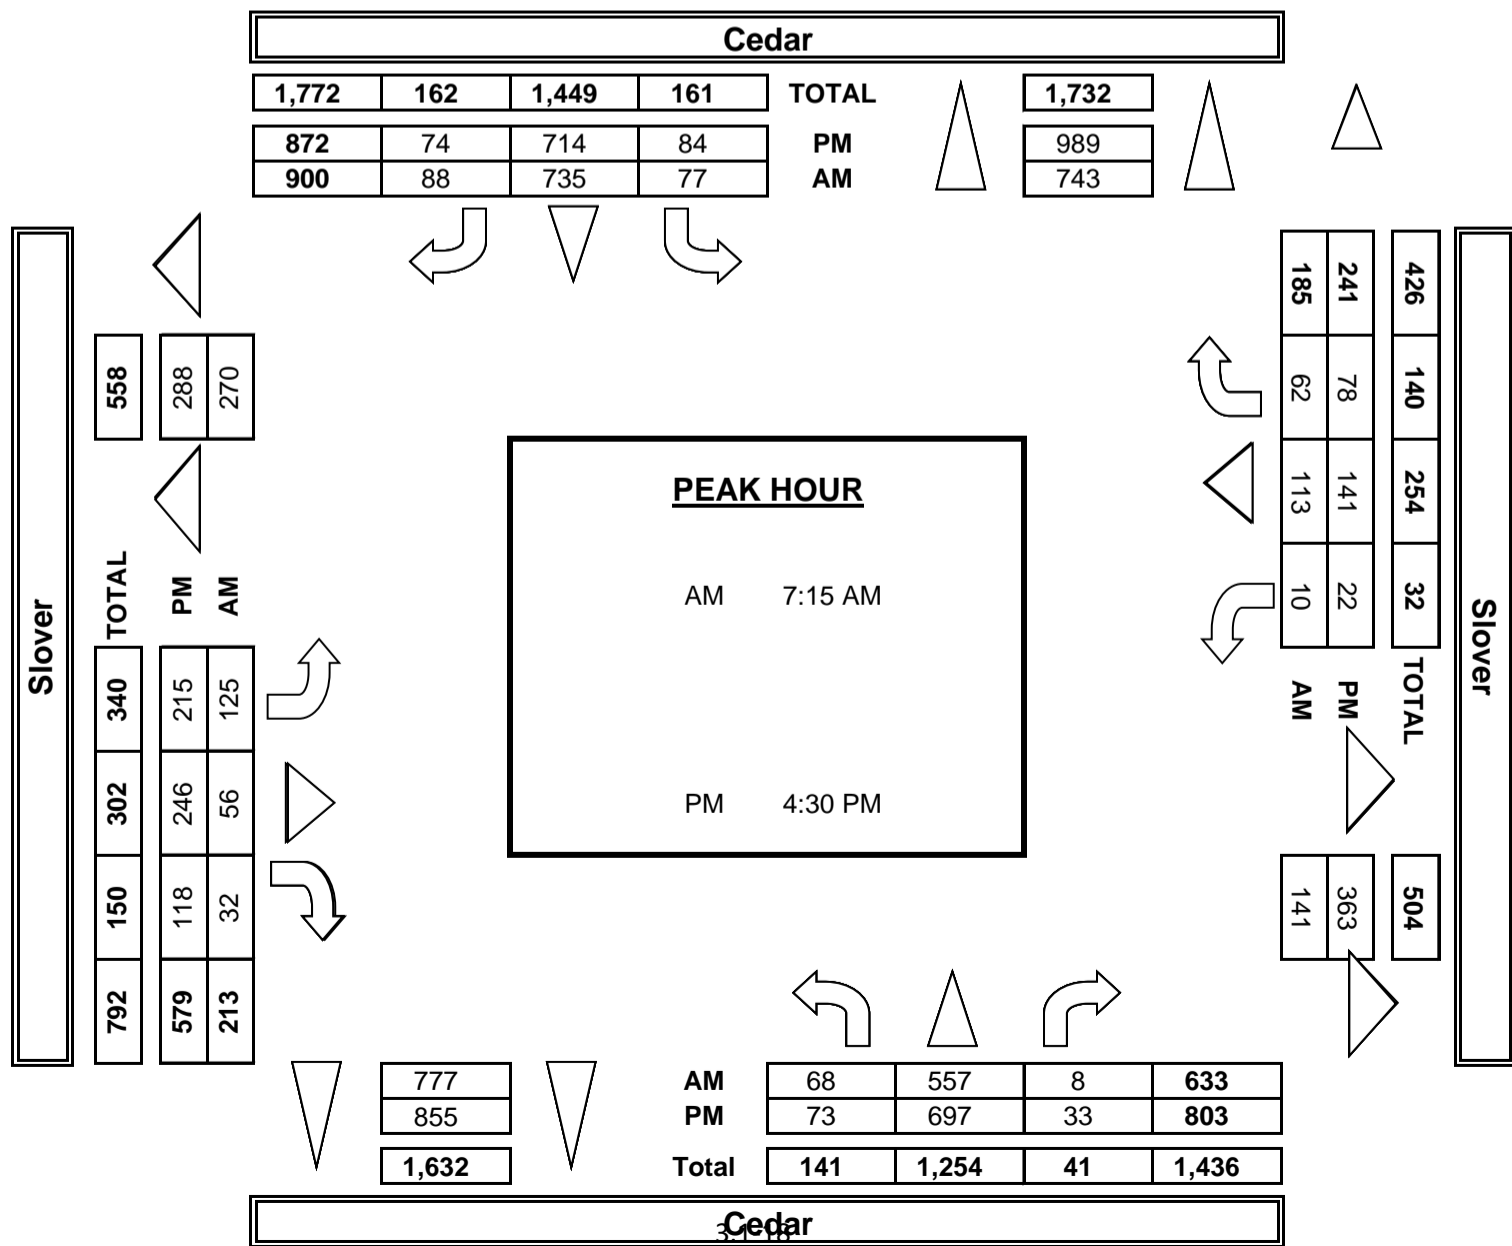 Cedar
1,772 162 1,449 161 TOTAL 1,732
872 74 714 84 PM 989
900 88 735 77 AM 743
Slover
558
288
270
TOTAL
PM
AM
340 302 150 792
215 246 118 579
125 56 32 213
PEAK HOUR
AM 7:15 AM
PM 4:30 PM
426 140 254 32
241 78 141 22
185 62 113 10
TOTAL
PM
AM
504
363
141
Slover
777 AM 68 557 8 633
855 PM 73 697 33 803
1,632 Total 141 1,254 41 1,436
Cedar
3.1-18